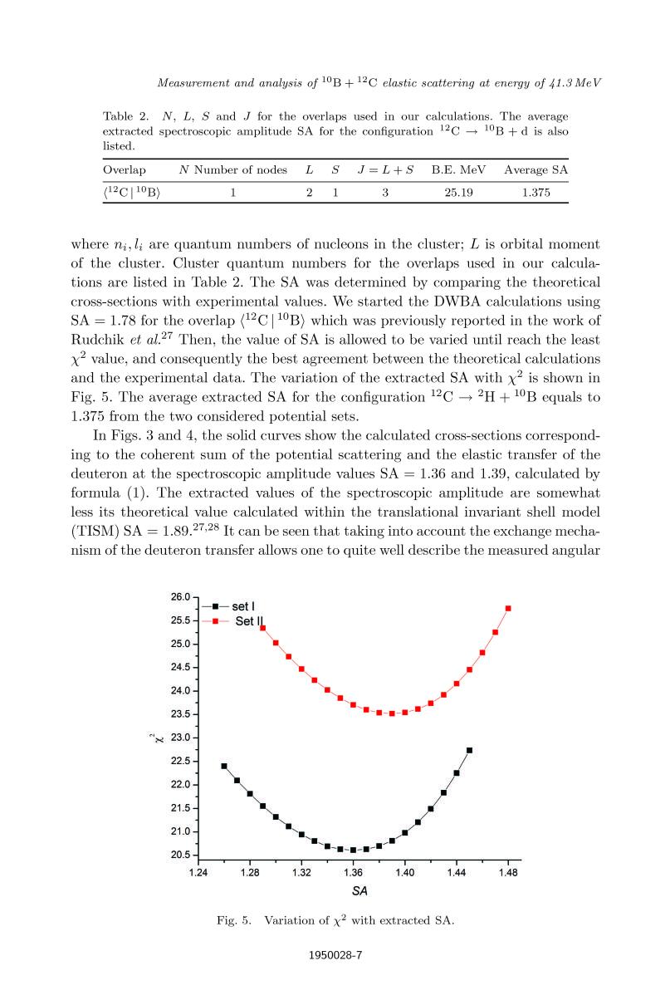 Measurement and analysis of ¹⁰B + ¹²C elastic scattering at energy of 41.3 MeV
Table 2. N, L, S and J for the overlaps used in our calculations. The average
extracted spectroscopic amplitude SA for the configuration ¹²C → ¹⁰B + d is also
listed.
Overlap N Number of nodes L S J = L + S B.E. MeV Average SA
⟨¹²C | ¹⁰B⟩ 1 2 1 3 25.19 1.375
where nᵢ, lᵢ are quantum numbers of nucleons in the cluster; L is orbital moment
of the cluster. Cluster quantum numbers for the overlaps used in our calcula-
tions are listed in Table 2. The SA was determined by comparing the theoretical
cross-sections with experimental values. We started the DWBA calculations using
SA = 1.78 for the overlap ⟨¹²C | ¹⁰B⟩ which was previously reported in the work of
Rudchik et al.²⁷ Then, the value of SA is allowed to be varied until reach the least
χ² value, and consequently the best agreement between the theoretical calculations
and the experimental data. The variation of the extracted SA with χ² is shown in
Fig. 5. The average extracted SA for the configuration ¹²C → ²H + ¹⁰B equals to
1.375 from the two considered potential sets.
In Figs. 3 and 4, the solid curves show the calculated cross-sections correspond-
ing to the coherent sum of the potential scattering and the elastic transfer of the
deuteron at the spectroscopic amplitude values SA = 1.36 and 1.39, calculated by
formula (1). The extracted values of the spectroscopic amplitude are somewhat
less its theoretical value calculated within the translational invariant shell model
(TISM) SA = 1.89.²⁷,²⁸ It can be seen that taking into account the exchange mecha-
nism of the deuteron transfer allows one to quite well describe the measured angular
26.0
set I
25.5
Set II
25.0
24.5
24.0
23.5
23.0
χ²
22.5
22.0
21.5
21.0
20.5
1.24 1.28 1.32 1.36 1.40 1.44 1.48
SA
Fig. 5. Variation of χ² with extracted SA.
1950028-7